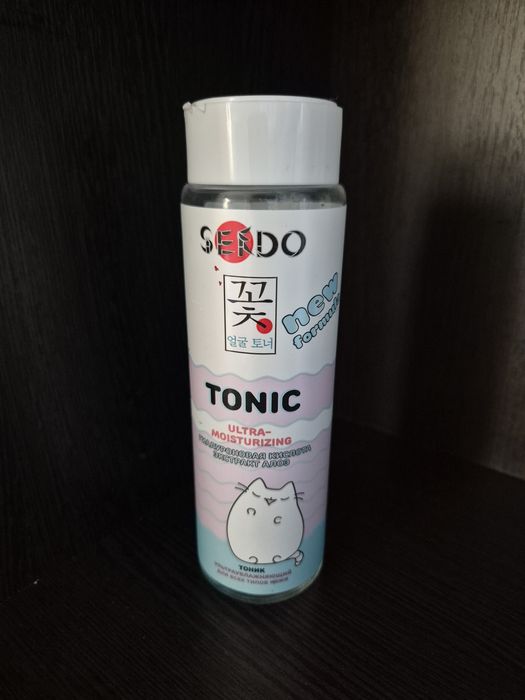 SENDO
꽃
얼굴 토너
new
formula
TONIC
ULTRA-
MOISTURIZING
ГИАЛУРОНОВАЯ КИСЛОТА
ЭКСТРАКТ АЛОЭ
ТОНИК
УЛЬТРАУВЛАЖНЯЮЩИЙ
ДЛЯ ВСЕХ ТИПОВ КОЖИ